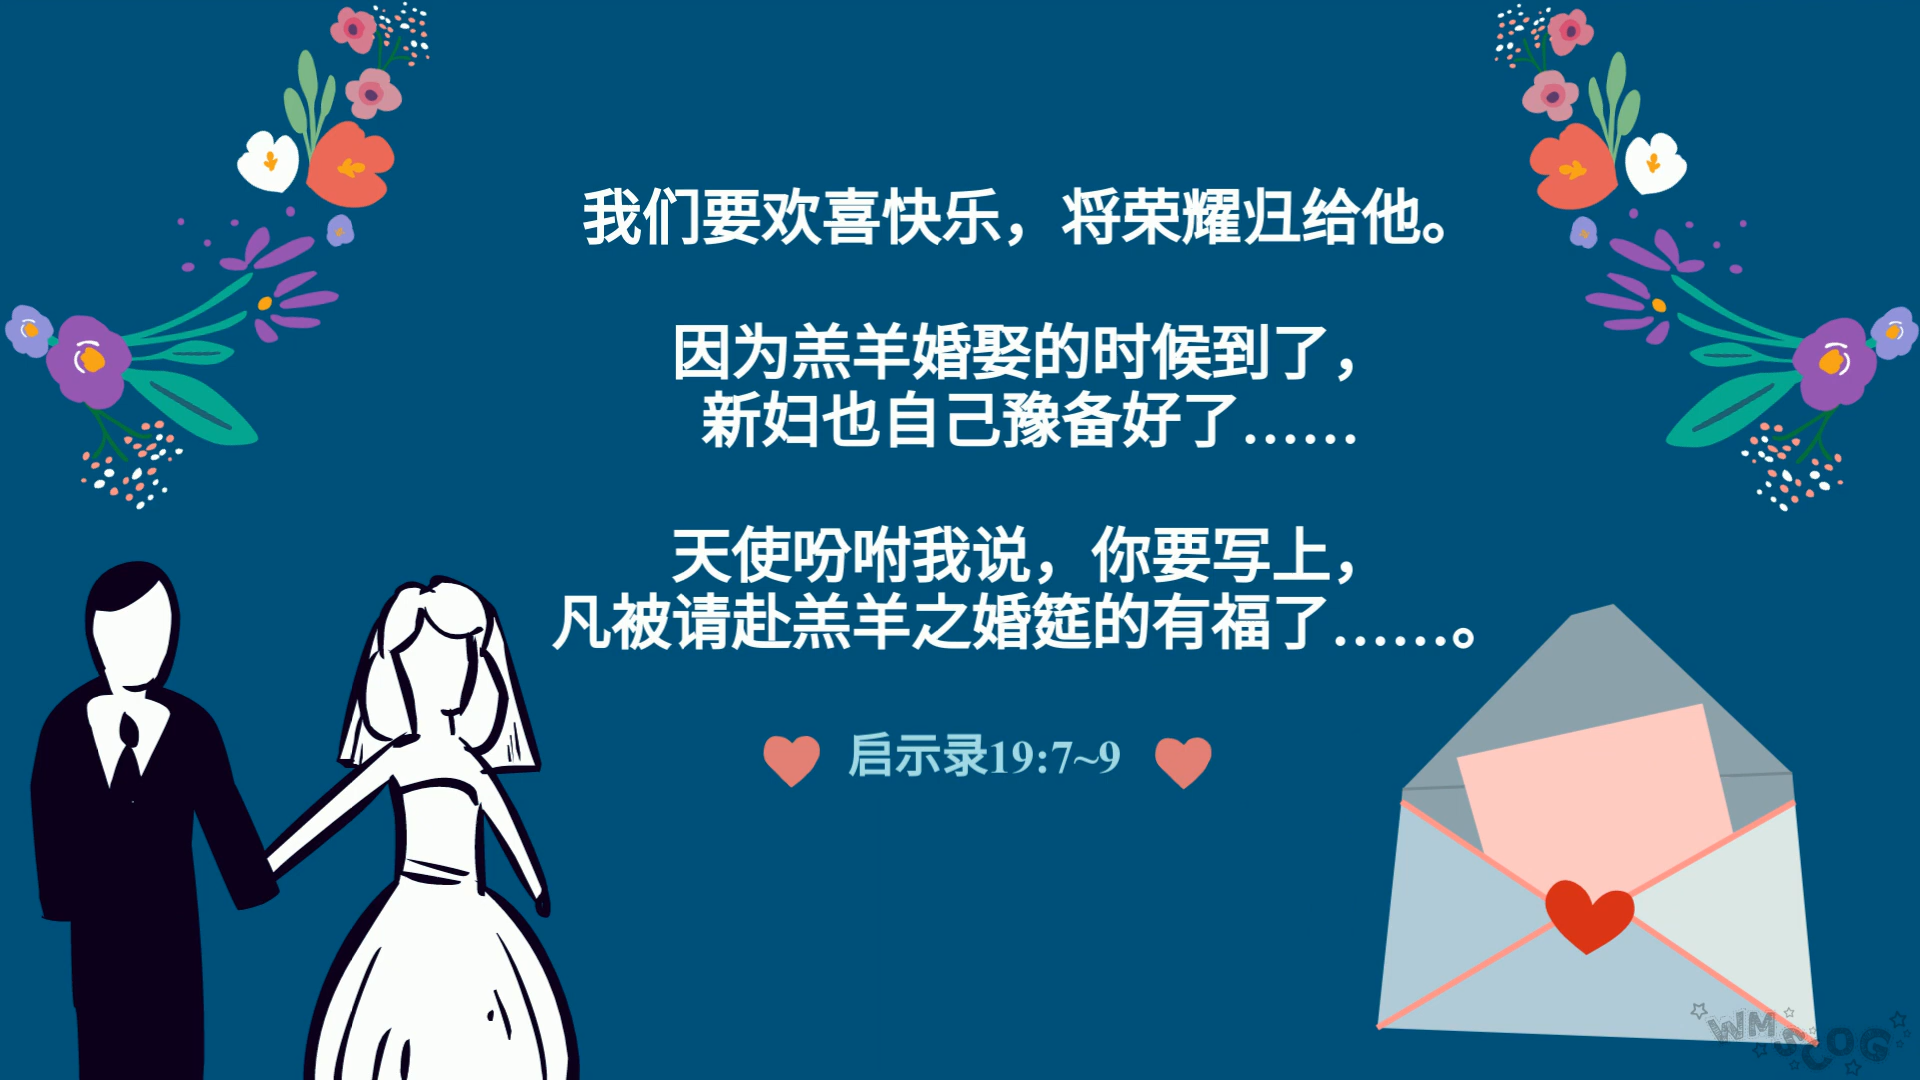 我们要欢喜快乐，将荣耀归给他。
因为羔羊婚娶的时候到了，
新妇也自己豫备好了……
天使吩咐我说，你要写上，
凡被请赴羔羊之婚筵的有福了……。
启示录19:7~9
WMSCOG